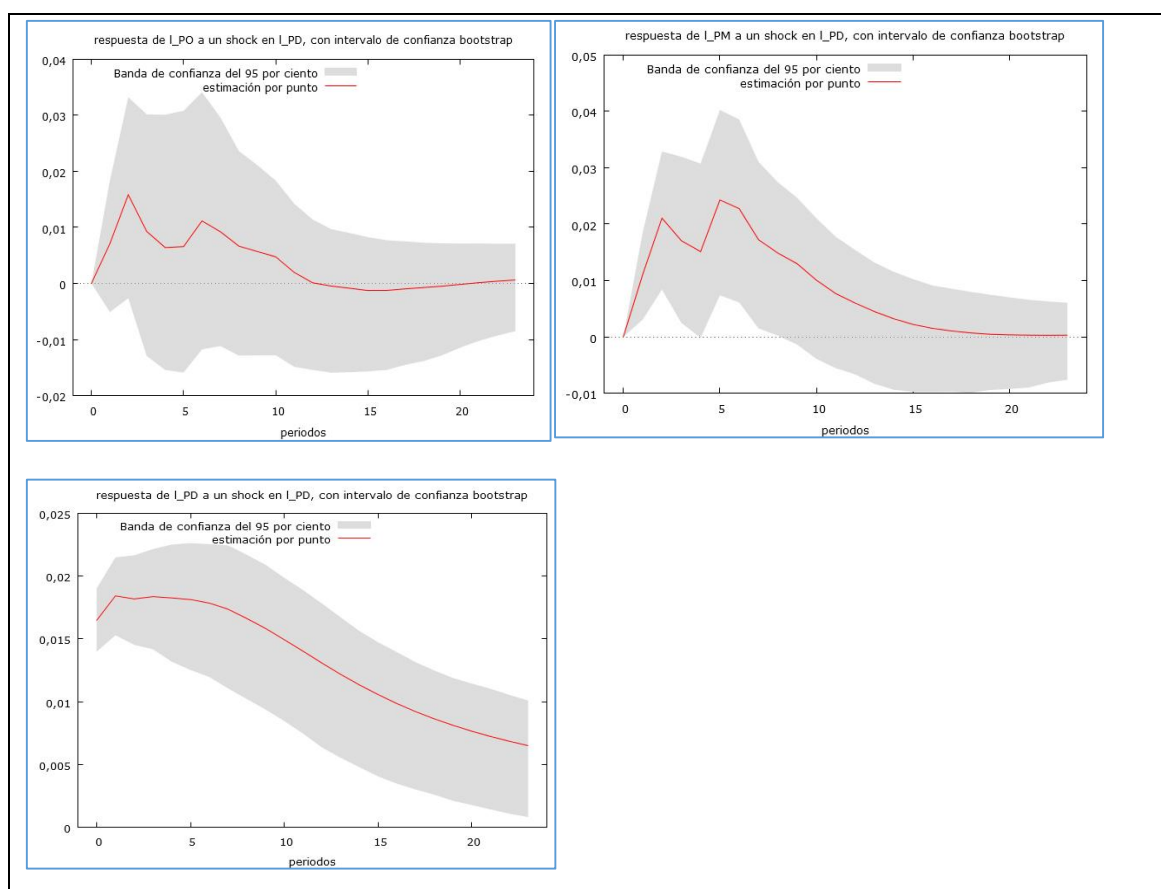 respuesta de l_PO a un shock en l_PD, con intervalo de confianza bootstrap
0,04
Banda de confianza del 95 por ciento
estimación por punto
0,03
0,02
0,01
0
-0,01
-0,02
0
5
10
15
20
periodos
respuesta de l_PM a un shock en l_PD, con intervalo de confianza bootstrap
0,05
Banda de confianza del 95 por ciento
estimación por punto
0,04
0,03
0,02
0,01
0
-0,01
0
5
10
15
20
periodos
respuesta de l_PD a un shock en l_PD, con intervalo de confianza bootstrap
0,025
Banda de confianza del 95 por ciento
estimación por punto
0,02
0,015
0,01
0,005
0
0
5
10
15
20
periodos